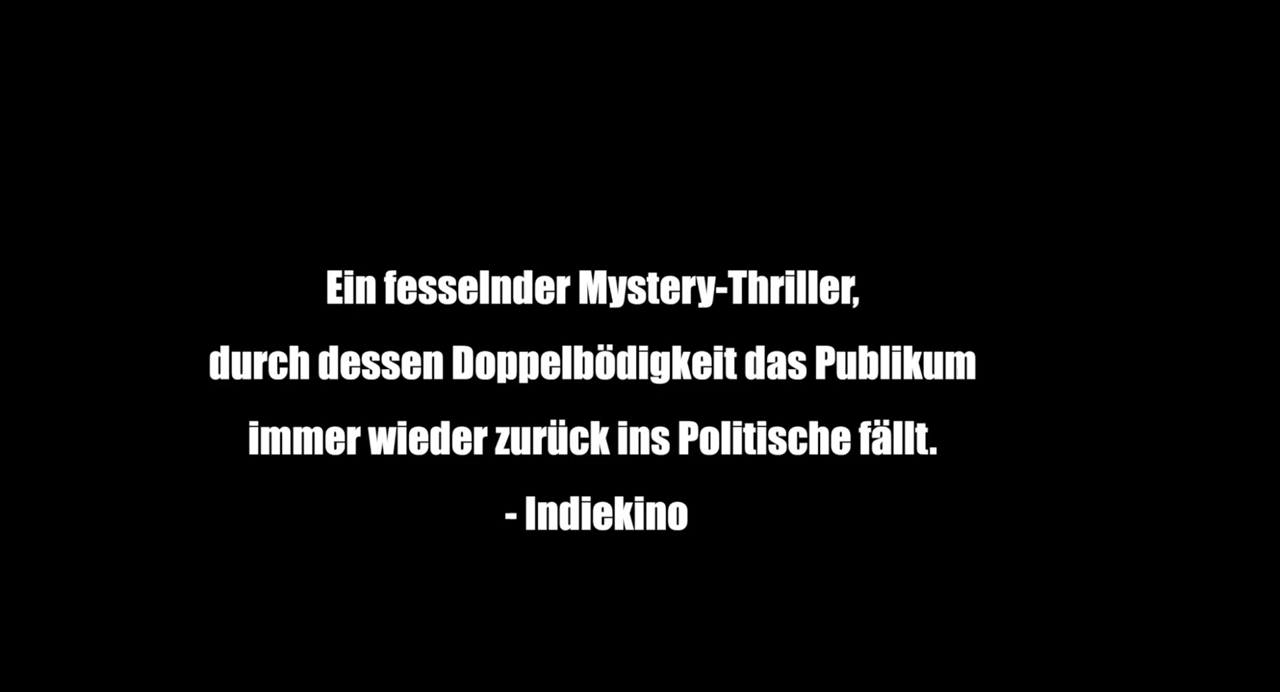 Ein fesselnder Mystery-Thriller,
durch dessen Doppelbödigkeit das Publikum
immer wieder zurück ins Politische fällt.
- Indiekino